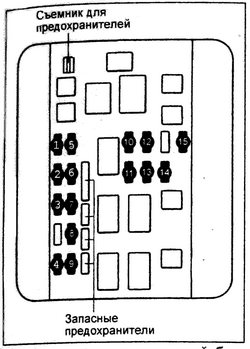 Съемник для
предохранителей
1 5 10 12 15
2 6 11 13 14
3 7
8
4 9
Запасные
предохранители